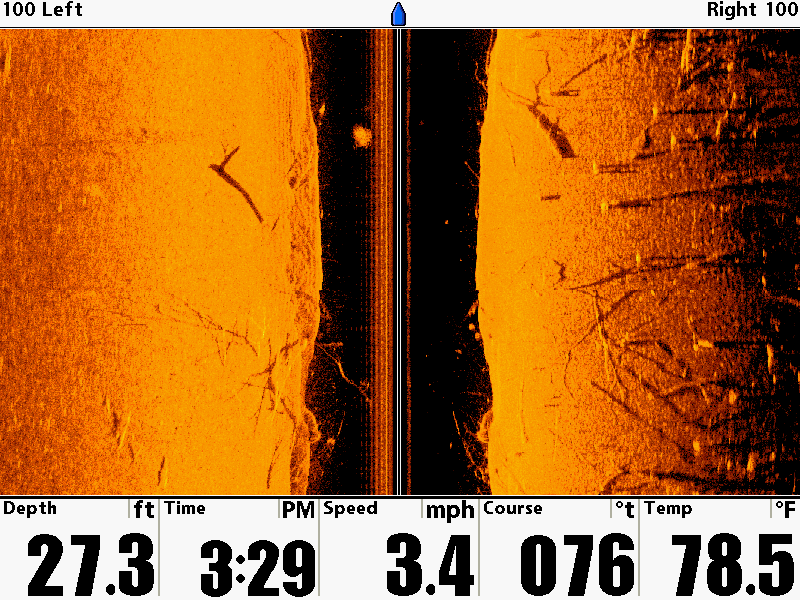 100 Left Right 100
Depth ft Time PM Speed mph Course °t Temp °F
27.3 3:29 3.4 076 78.5